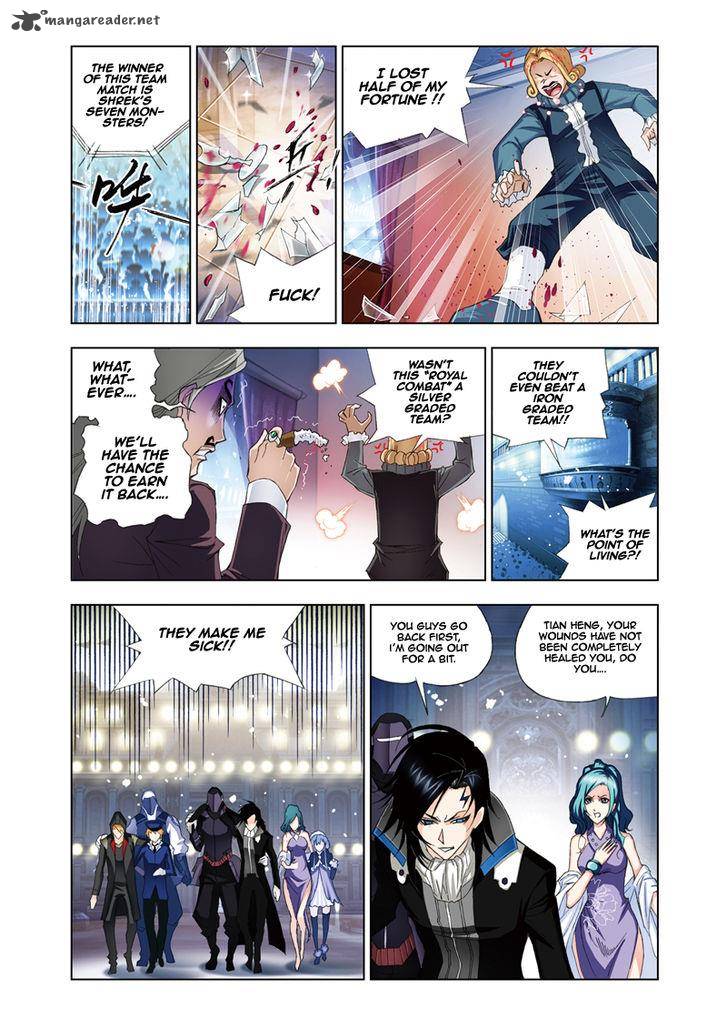 mangareader.net
THE WINNER
OF THIS TEAM
MATCH IS
SHREK'S
SEVEN MON-
STERS!
哗
FUCK!
I LOST
HALF OF MY
FORTUNE !!
WHAT,
WHAT-
EVER....
WE'LL
HAVE THE
CHANCE
TO EARN
IT BACK....
WASN'T
THIS "ROYAL
COMBAT" A
SILVER
GRADED
TEAM?
THEY
COULDN'T
EVEN BEAT A
IRON
GRADED
TEAM!!
WHAT'S THE
POINT OF
LIVING?!
THEY MAKE ME
SICK!!
YOU GUYS GO
BACK FIRST,
I'M GOING OUT
FOR A BIT.
TIAN HENG, YOUR
WOUNDS HAVE NOT
BEEN COMPLETELY
HEALED YOU, DO
YOU....